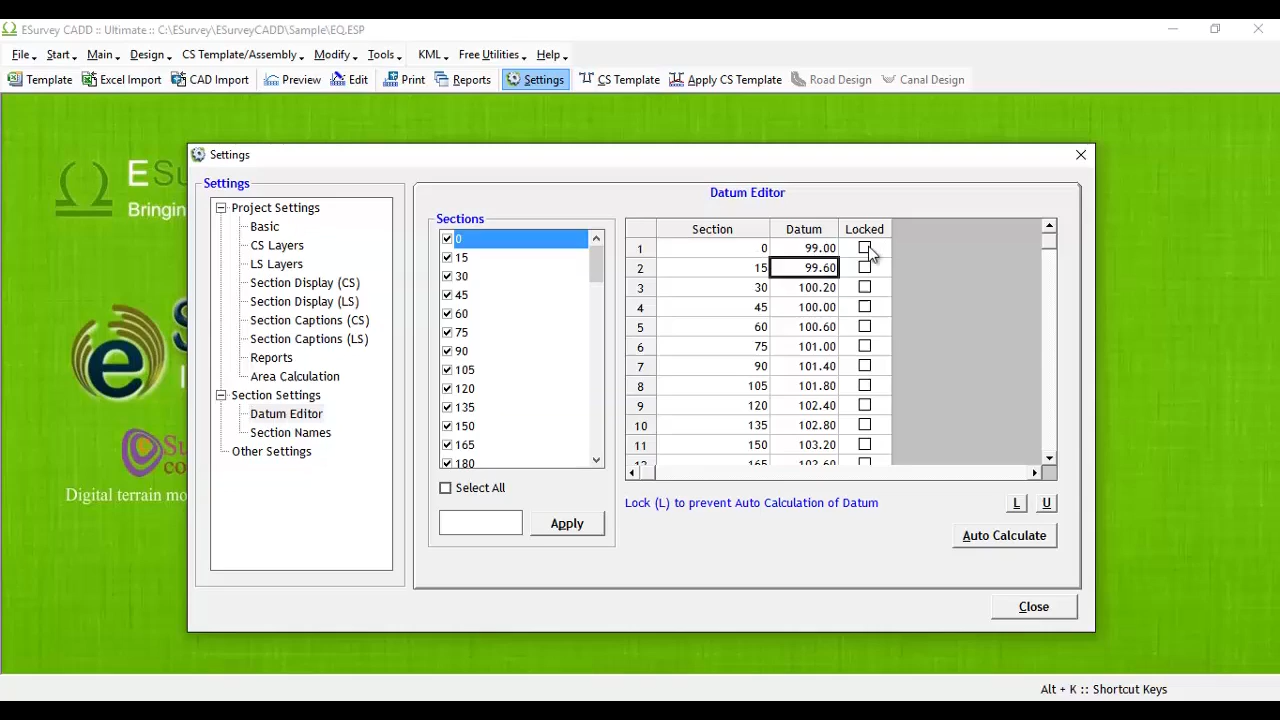 ESurvey CADD :: Ultimate :: C:\ESurvey\ESurveyCADD\Sample\EQ.ESP
File Start Main Design CS Template/Assembly Modify Tools KML Free Utilities Help
Template Excel Import CAD Import Preview Edit Print Reports Settings CS Template Apply CS Template Road Design Canal Design
E S
Bringin
Digital terrain mo
Settings
Settings
Project Settings
Basic
CS Layers
LS Layers
Section Display (CS)
Section Display (LS)
Section Captions (CS)
Section Captions (LS)
Reports
Area Calculation
Section Settings
Datum Editor
Section Names
Other Settings
Datum Editor
Sections
0
15
30
45
60
75
90
105
120
135
150
165
180
Select All
Apply
Section Datum Locked
1 0 99.00
2 15 99.60
3 30 100.20
4 45 100.00
5 60 100.60
6 75 101.00
7 90 101.40
8 105 101.80
9 120 102.40
10 135 102.80
11 150 103.20
12 165 102.60
Lock (L) to prevent Auto Calculation of Datum
L U
Auto Calculate
Close
Alt + K :: Shortcut Keys